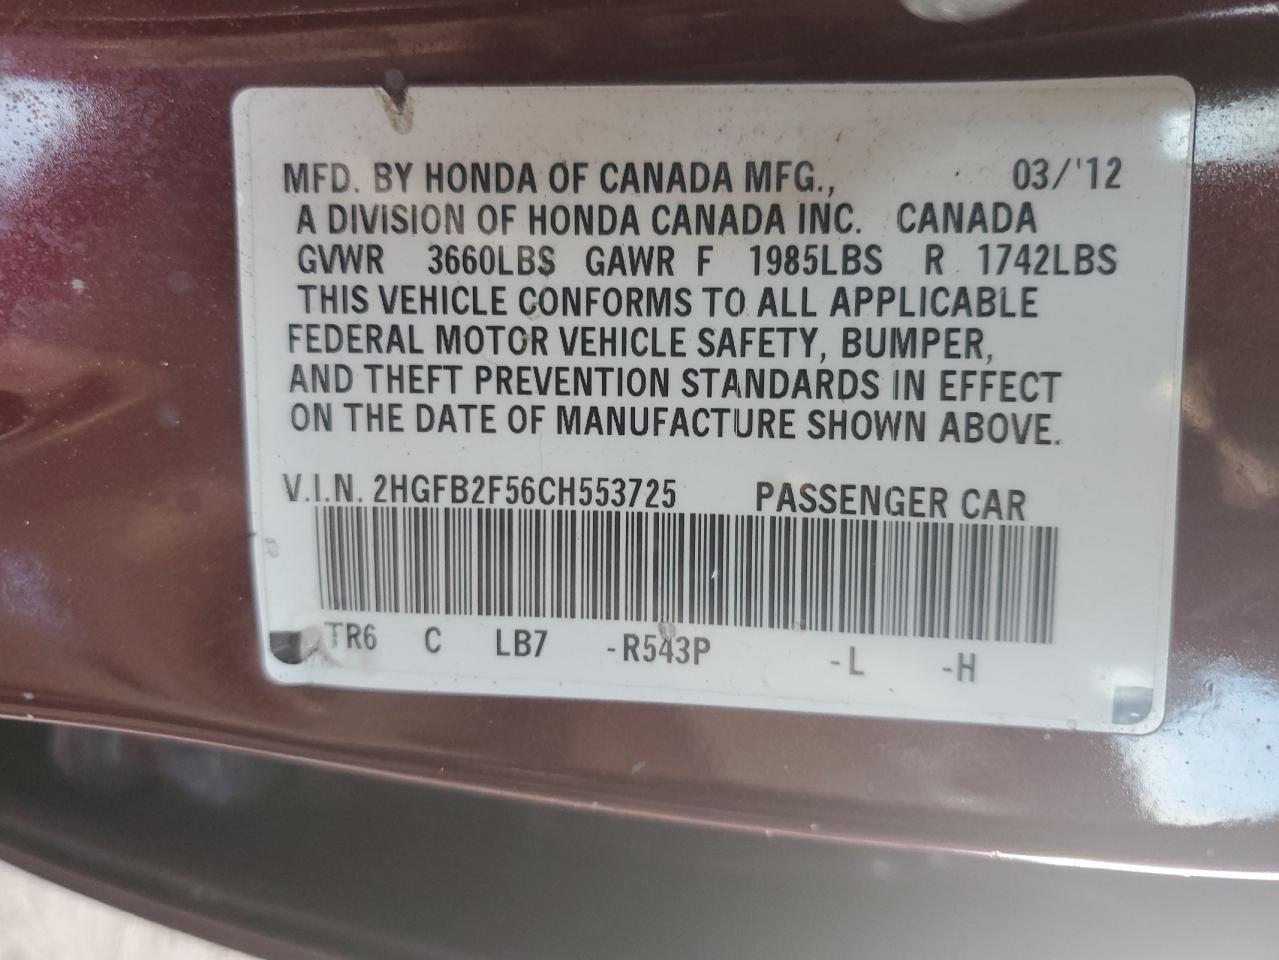 MFD. BY HONDA OF CANADA MFG., 03/'12
A DIVISION OF HONDA CANADA INC. CANADA
GVWR 3660LBS GAWR F 1985LBS R 1742LBS
THIS VEHICLE CONFORMS TO ALL APPLICABLE
FEDERAL MOTOR VEHICLE SAFETY, BUMPER,
AND THEFT PREVENTION STANDARDS IN EFFECT
ON THE DATE OF MANUFACTURE SHOWN ABOVE.
V.I.N. 2HGFB2F56CH553725 PASSENGER CAR
TR6 C LB7 -R543P -L -H